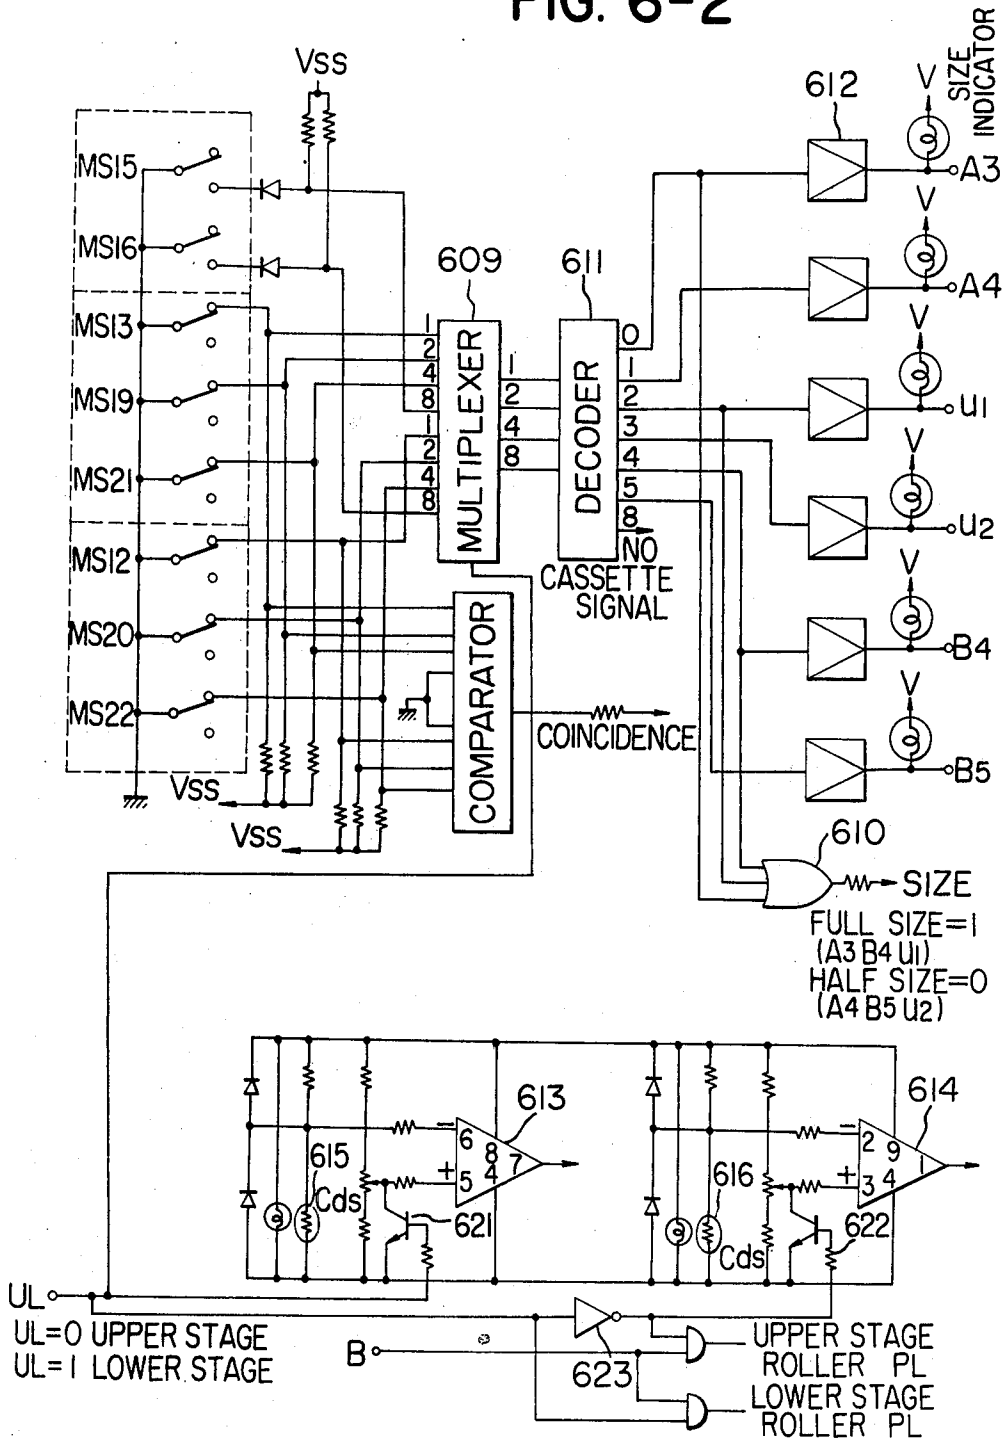 FIG. 6-2
SIZE INDICATOR
VSS
612
V
MS15
A3
MS16
609
611
V
A4
MS13
1
2
4
8
1
2
4
8
MULTIPLEXER
1
2
4
8
DECODER
0
1
2
3
4
5
8
V
U1
MS19
MS21
V
U2
MS12
NO
CASSETTE
SIGNAL
V
MS20
COMPARATOR
B4
MS22
COINCIDENCE
V
B5
VSS
VSS
610
SIZE
FULL SIZE=1
(A3 B4 U1)
HALF SIZE=0
(A4 B5 U2)
613
614
615
Cds
621
- 6
+ 5
8
4
7
616
Cds
622
- 2
+ 3
9
4
1
UL
UL=0 UPPER STAGE
UL=1 LOWER STAGE
B
623
UPPER STAGE
ROLLER PL
LOWER STAGE
ROLLER PL